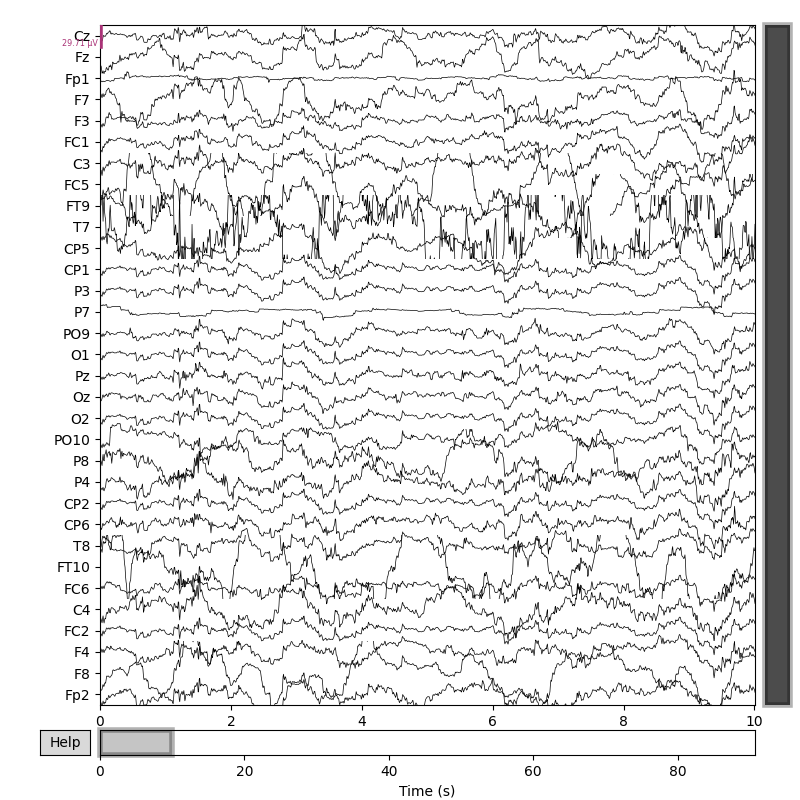 Cz
29.71 µV
Fz
Fp1
F7
F3
FC1
C3
FC5
FT9
T7
CP5
CP1
P3
P7
PO9
O1
Pz
Oz
O2
PO10
P8
P4
CP2
CP6
T8
FT10
FC6
C4
FC2
F4
F8
Fp2
0 2 4 6 8 10
Help
0 20 40 60 80
Time (s)